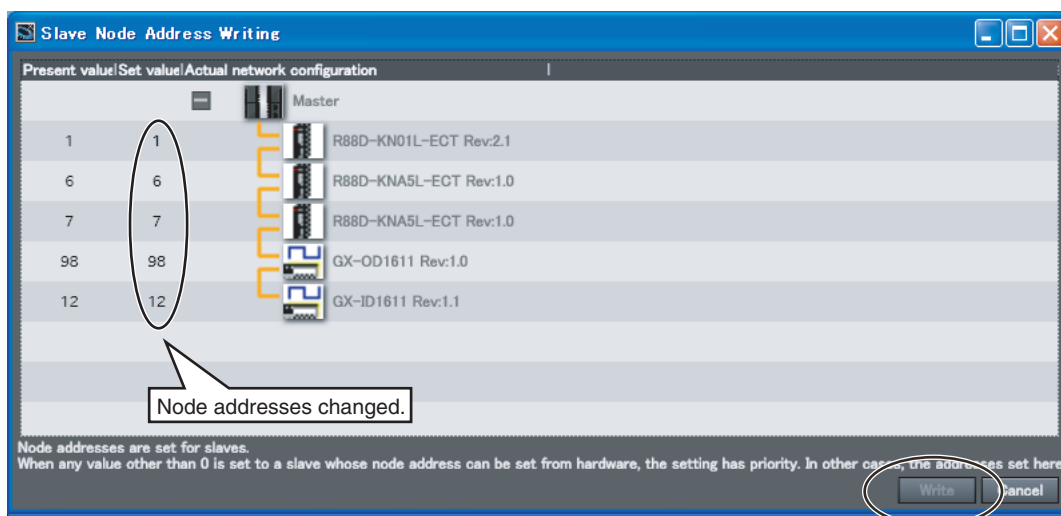 Slave Node Address Writing
Present value|Set value|Actual network configuration
Master
1 1 R88D-KN01L-ECT Rev:2.1
6 6 R88D-KNA5L-ECT Rev:1.0
7 7 R88D-KNA5L-ECT Rev:1.0
98 98 GX-OD1611 Rev:1.0
12 12 GX-ID1611 Rev:1.1
Node addresses changed.
Node addresses are set for slaves.
When any value other than 0 is set to a slave whose node address can be set from hardware, the setting has priority. In other cases, the addresses set here
Write Cancel